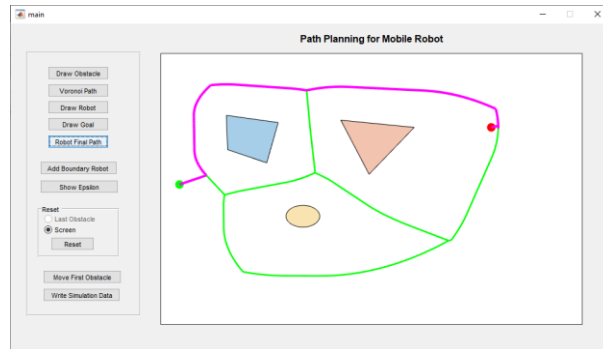 main
Path Planning for Mobile Robot
Draw Obstacle
Voronoi Path
Draw Robot
Draw Goal
Robot Final Path
Add Boundary Robot
Show Epsilon
Reset
Last Obstacle
Screen
Reset
Move First Obstacle
Write Simulation Data